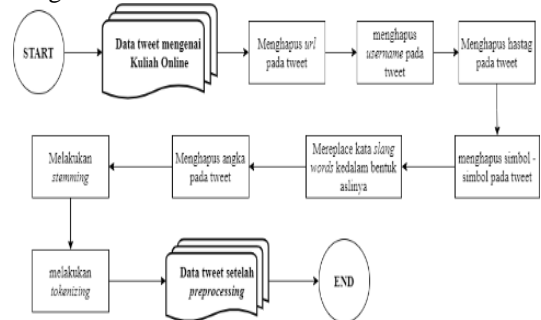 START
Data tweet mengenai
Kuliah Online
Menghapus url
pada tweet
menghapus
username pada
tweet
Menghapus hastag
pada tweet
menghapus simbol -
simbol pada tweet
Mereplace kata slang
words kedalam bentuk
aslinya
Menghapus angka
pada tweet
Melakukan
stemming
melakukan
tokenizing
Data tweet setelah
preprocessing
END